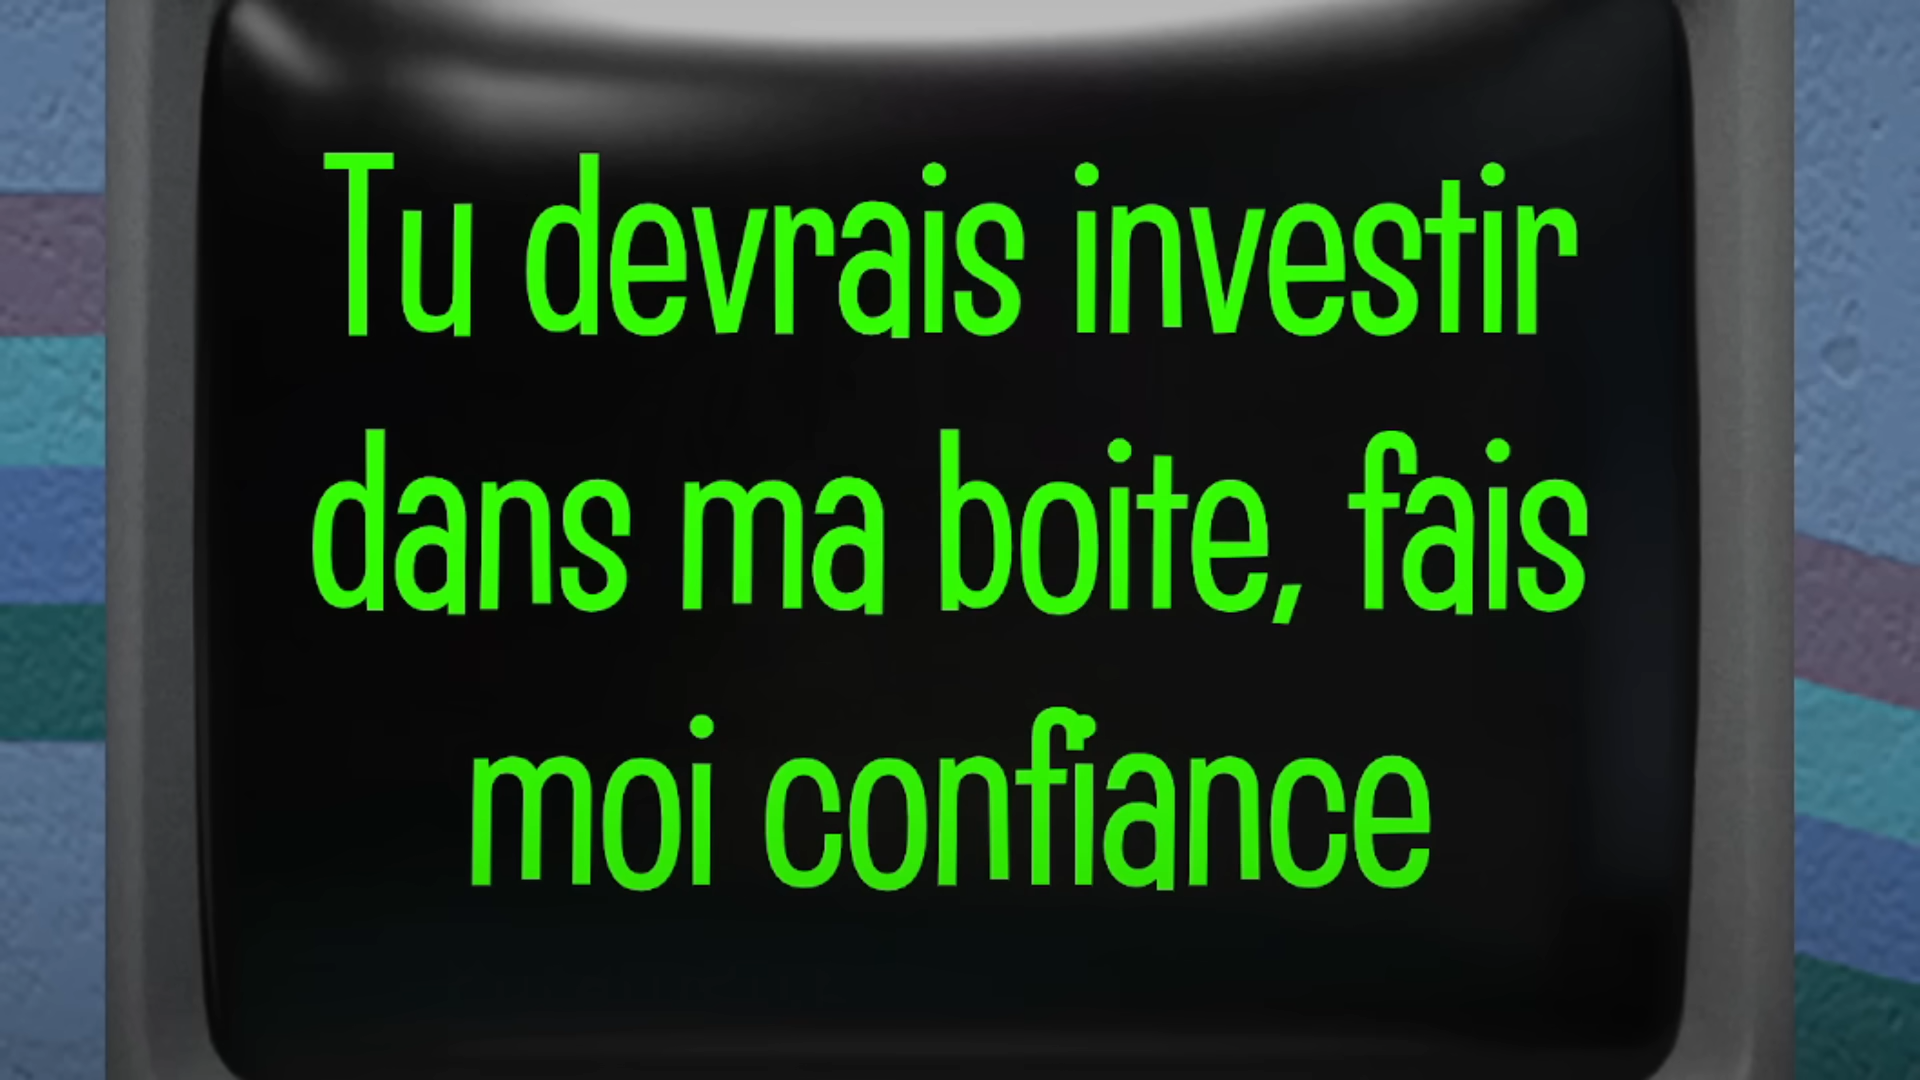 Tu devrais investir
dans ma boite, fais
moi confiance